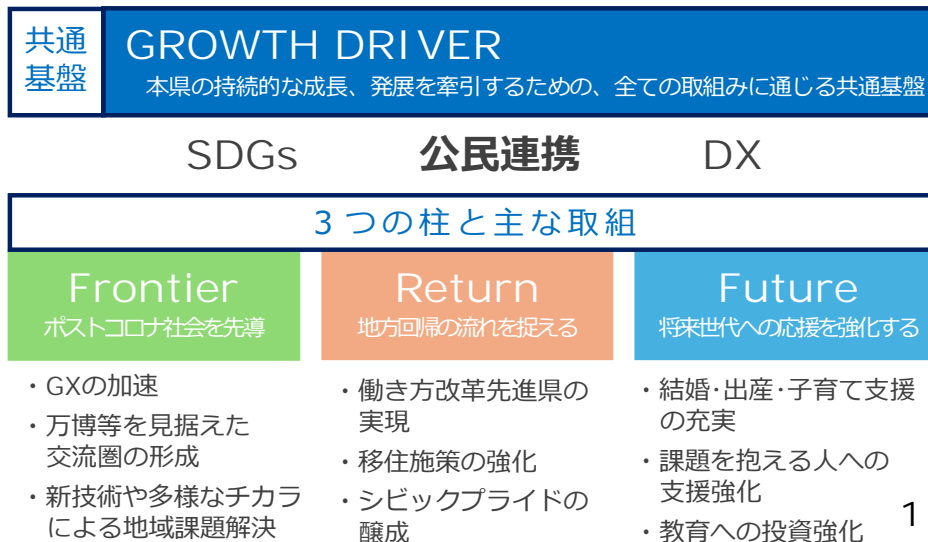 共通
基盤
GROWTH DRIVER
本県の持続的な成長、発展を牽引するための、全ての取組みに通じる共通基盤
SDGs 公民連携 DX
3つの柱と主な取組
Frontier
ポストコロナ社会を先導
・GXの加速
・万博等を見据えた
交流圏の形成
・新技術や多様なチカラ
による地域課題解決
Return
地方回帰の流れを捉える
・働き方改革先進県の
実現
・移住施策の強化
・シビックプライドの
醸成
Future
将来世代への応援を強化する
・結婚･出産･子育て支援
の充実
・課題を抱える人への
支援強化
・教育への投資強化
1